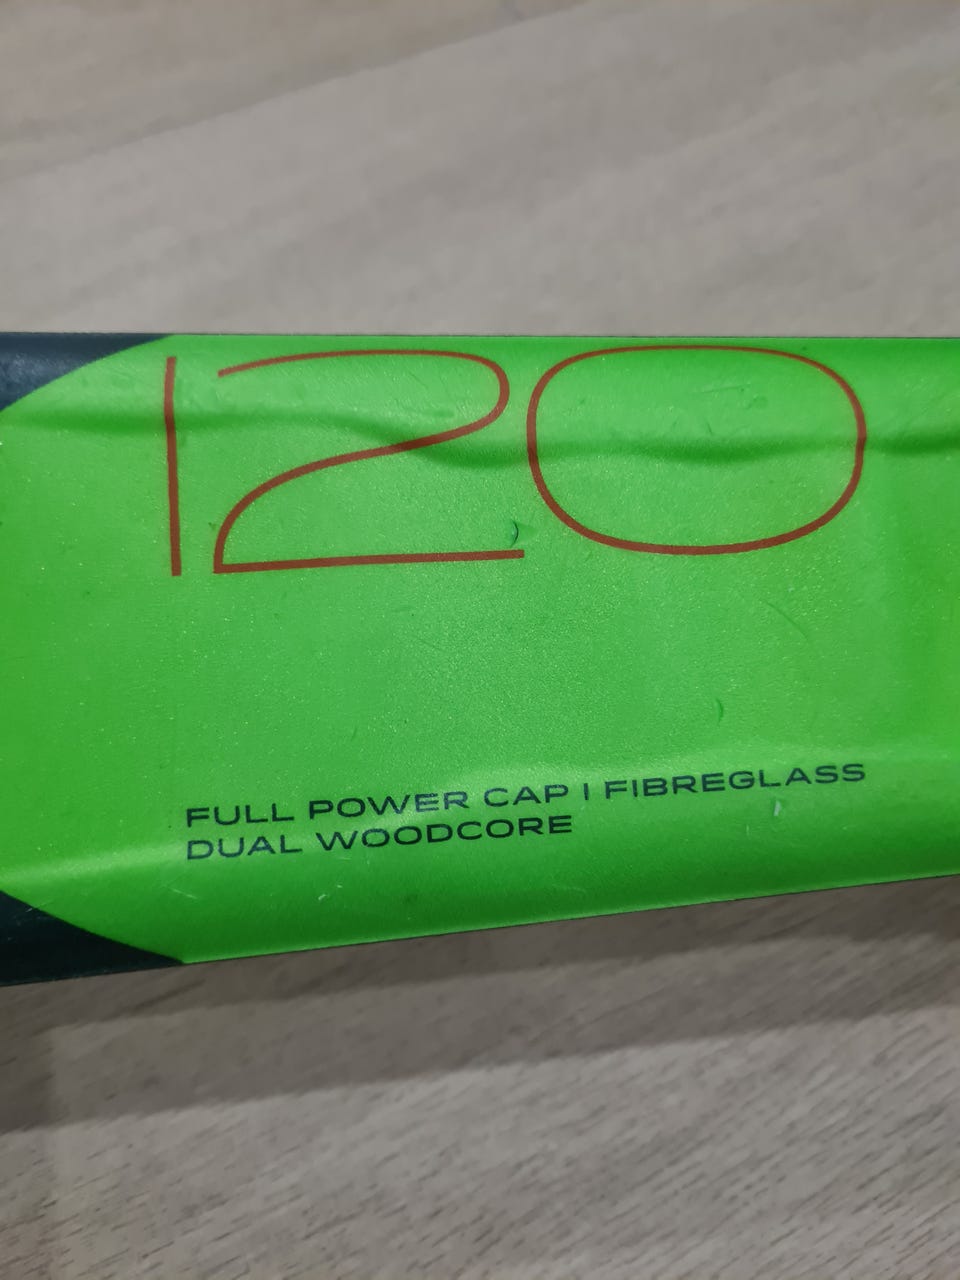 120
FULL POWER CAP | FIBREGLASS
DUAL WOODCORE